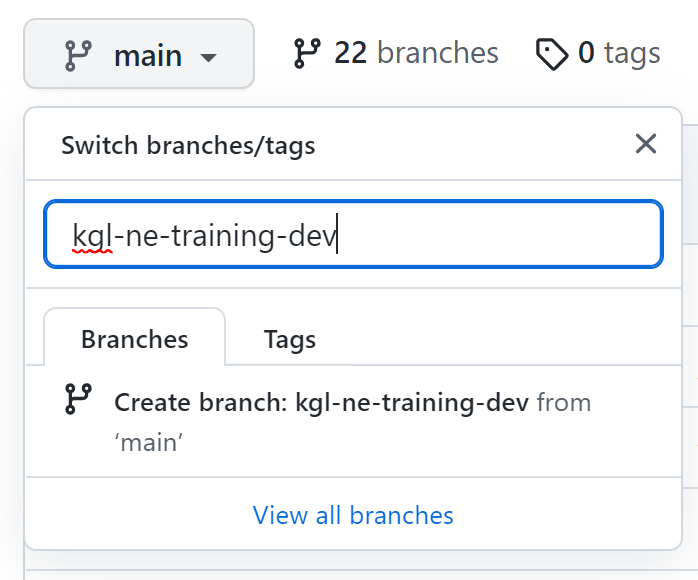 main 22 branches 0 tags
Switch branches/tags
kgl-ne-training-dev
Branches Tags
Create branch: kgl-ne-training-dev from
‘main’
View all branches